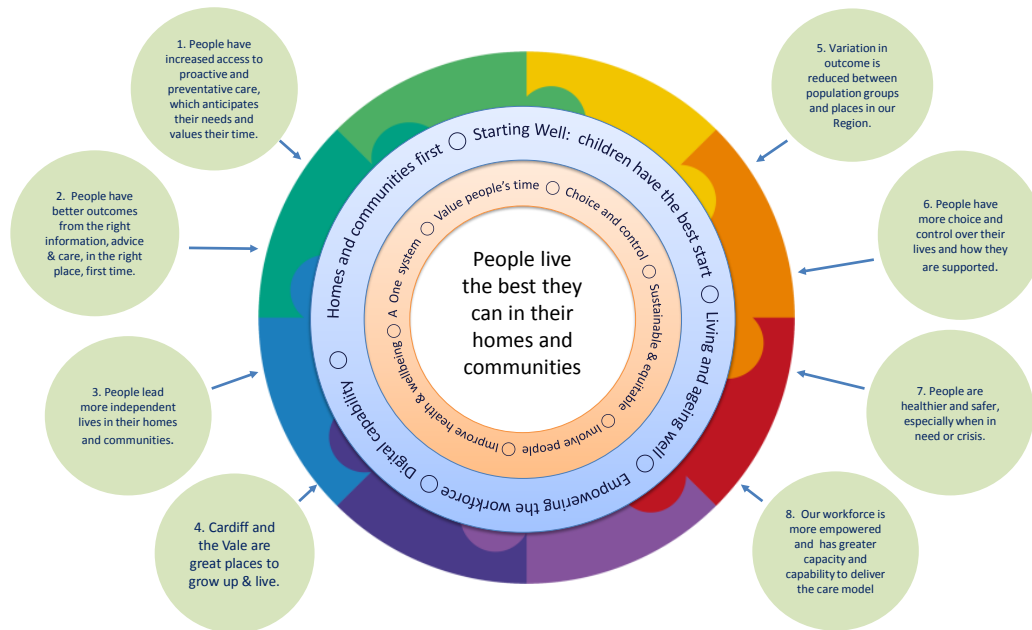 1. People have
increased access to
proactive and
preventative care,
which anticipates
their needs and
values their time.
2. People have
better outcomes
from the right
information, advice
& care, in the right
place, first time.
3. People lead
more independent
lives in their homes
and communities.
4. Cardiff and
the Vale are
great places to
grow up & live.
5. Variation in
outcome is
reduced between
population groups
and places in our
Region.
6. People have
more choice and
control over their
lives and how they
are supported.
7. People are
healthier and safer,
especially when in
need or crisis.
8. Our workforce is
more empowered
and has greater
capacity and
capability to deliver
the care model
Homes and communities first
Starting Well: children have the best start
Living and ageing well
Empowering the workforce
Digital capability
A One system
Value people's time
Choice and control
Sustainable & equitable
Involve people
Improve health & wellbeing
People live
the best they
can in their
homes and
communities